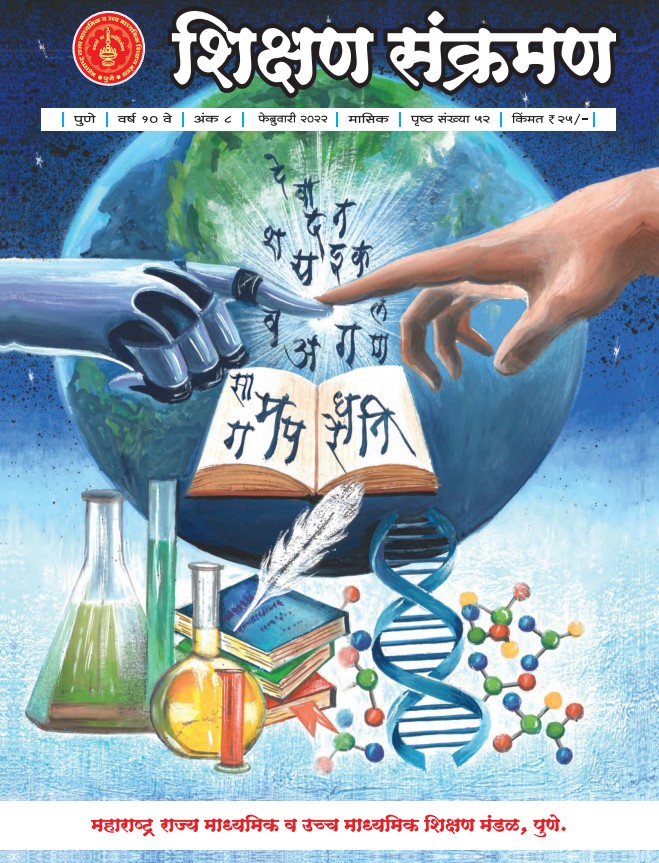 शिक्षण संक्रमण
| पुणे | वर्ष १० वे | अंक ८ | फेब्रुवारी २०२२ | मासिक | पृष्ठ संख्या ५२ | किंमत ₹ २५/- |
दे
वा
द त
श य इ क
व अ ग ल ण
सा म प ध नि
ग
महाराष्ट्र राज्य माध्यमिक व उच्च माध्यमिक शिक्षण मंडळ, पुणे.